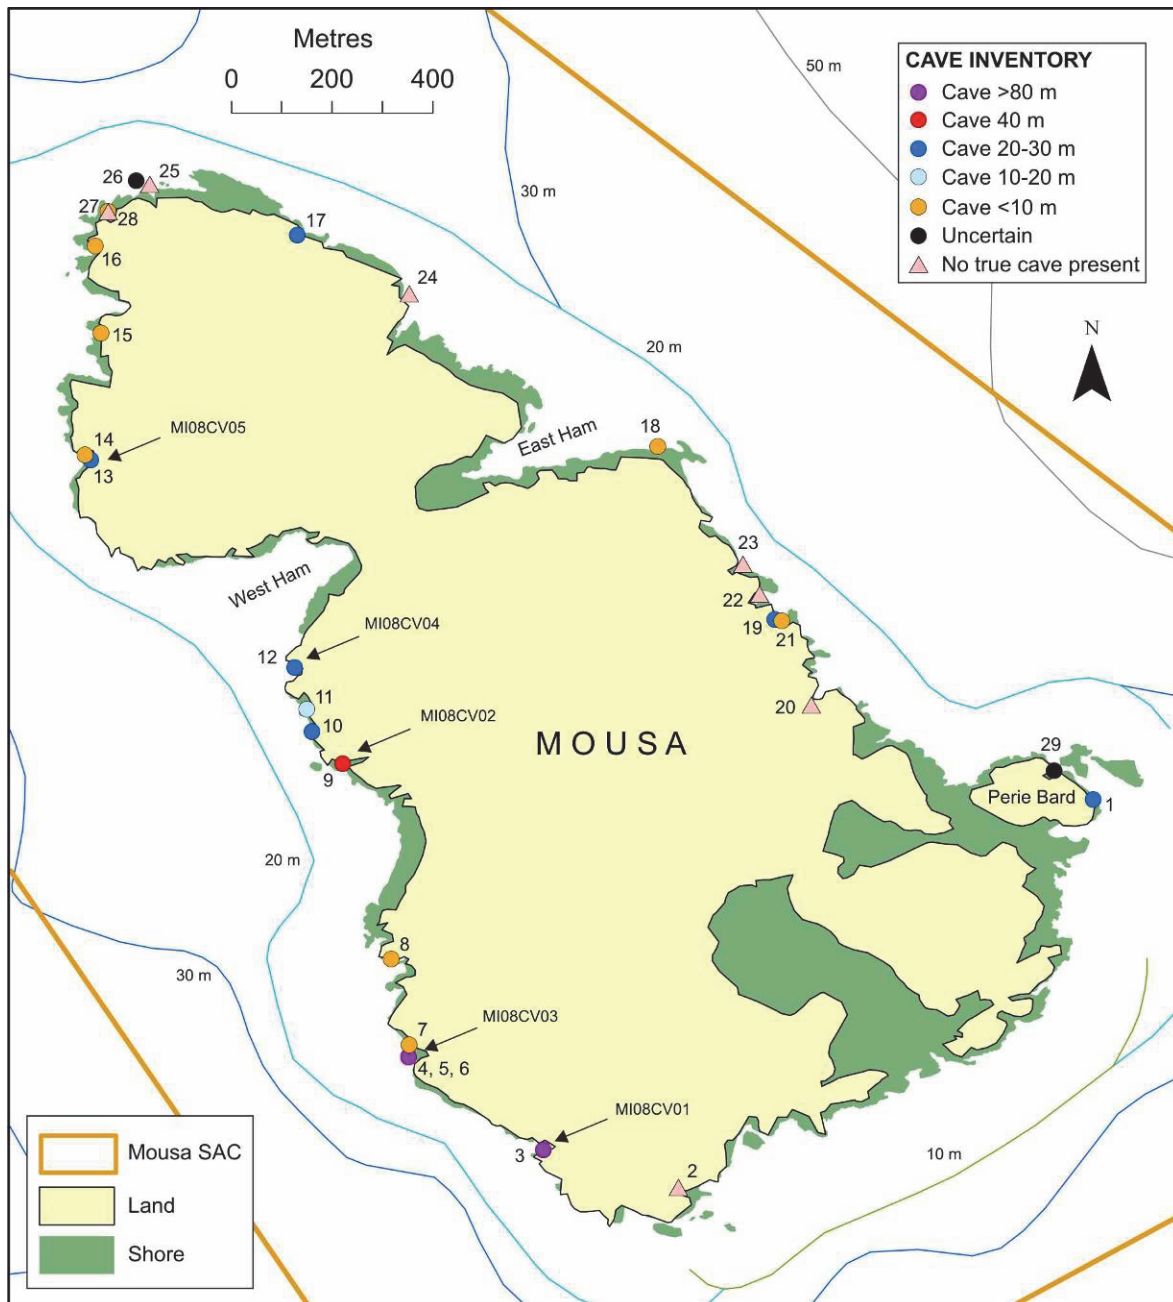 Metres
0 200 400
50 m
CAVE INVENTORY
Cave >80 m
Cave 40 m
Cave 20-30 m
Cave 10-20 m
Cave <10 m
Uncertain
No true cave present
26 25
30 m
27
28
17
16
24
N
15
20 m
14
MI08CV05
13
East Ham
18
West Ham
23
22
19
21
12
MI08CV04
11
MI08CV02
10
20
9
MOUSA
29
Perie Bard
1
20 m
8
30 m
7
MI08CV03
4, 5, 6
MI08CV01
3
2
10 m
Mousa SAC
Land
Shore